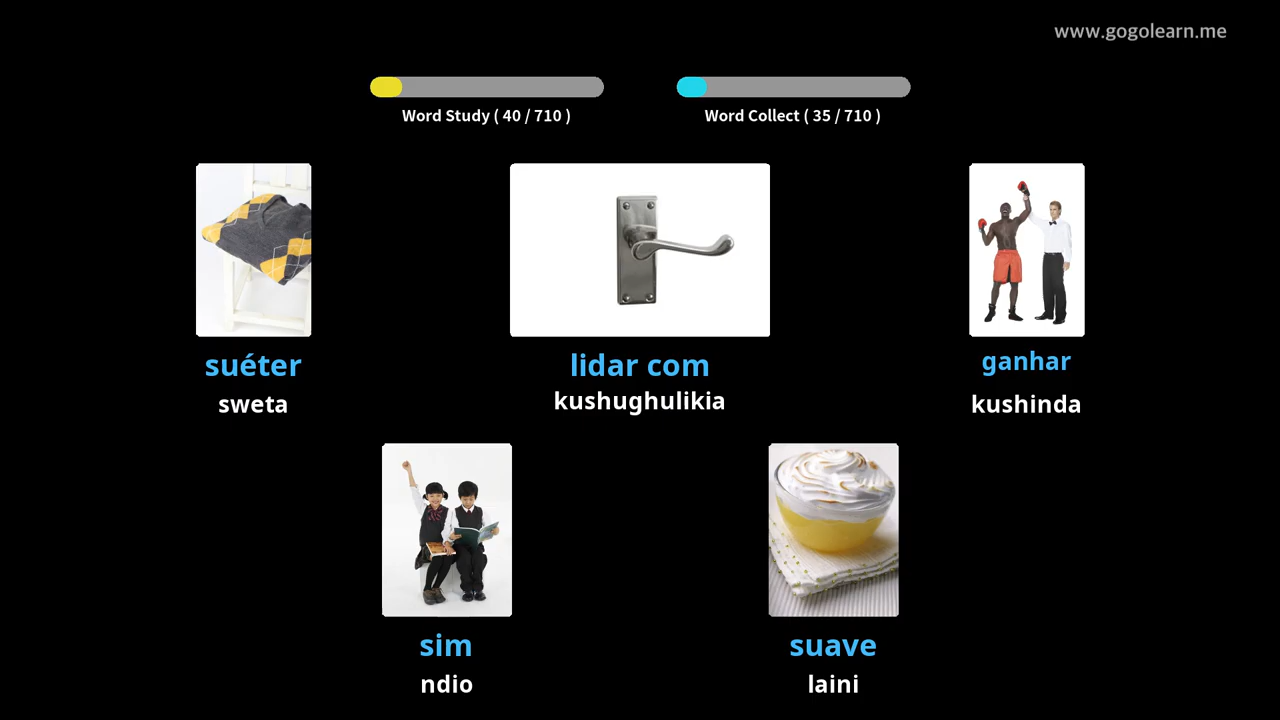 www.gogolearn.me
Word Study ( 40 / 710 )
Word Collect ( 35 / 710 )
suéter
sweta
lidar com
kushughulikia
ganhar
kushinda
sim
ndio
suave
laini